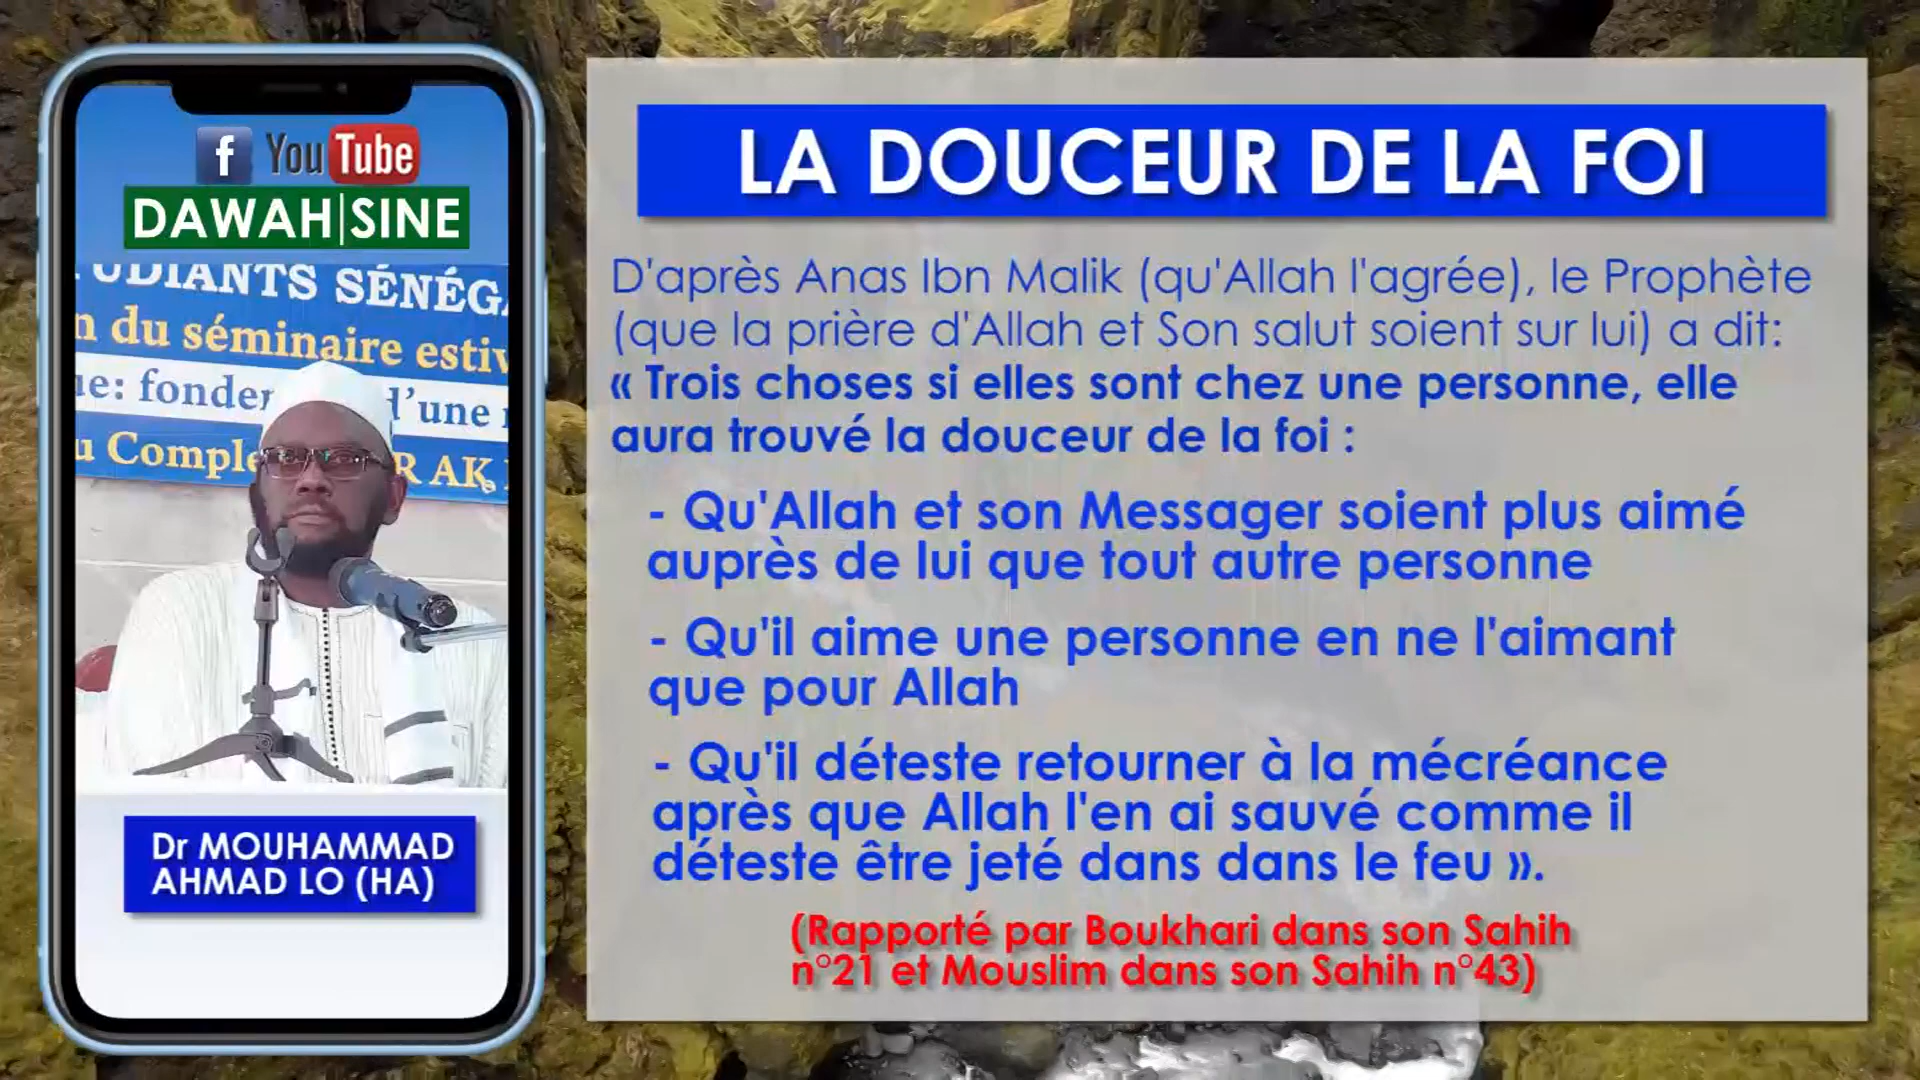 f YouTube
DAWAH|SINE
UDIANTS SÉNÉG
n du séminaire estiv
ue: fonder d'une
u Comple R AK
Dr MOUHAMMAD
AHMAD LO (HA)
LA DOUCEUR DE LA FOI
D'après Anas Ibn Malik (qu'Allah l'agrée), le Prophète
(que la prière d'Allah et Son salut soient sur lui) a dit:
« Trois choses si elles sont chez une personne, elle
aura trouvé la douceur de la foi :
- Qu'Allah et son Messager soient plus aimé
auprès de lui que tout autre personne
- Qu'il aime une personne en ne l'aimant
que pour Allah
- Qu'il déteste retourner à la mécréance
après que Allah l'en ai sauvé comme il
déteste être jeté dans dans le feu ».
(Rapporté par Boukhari dans son Sahih
n°21 et Mouslim dans son Sahih n°43)